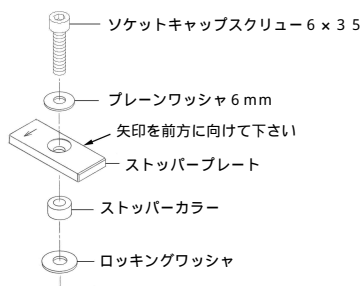 ソケットキャップスクリュー６×３５
プレーンワッシャ６mm
矢印を前方に向けて下さい
ストッパープレート
ストッパーカラー
ロッキングワッシャ